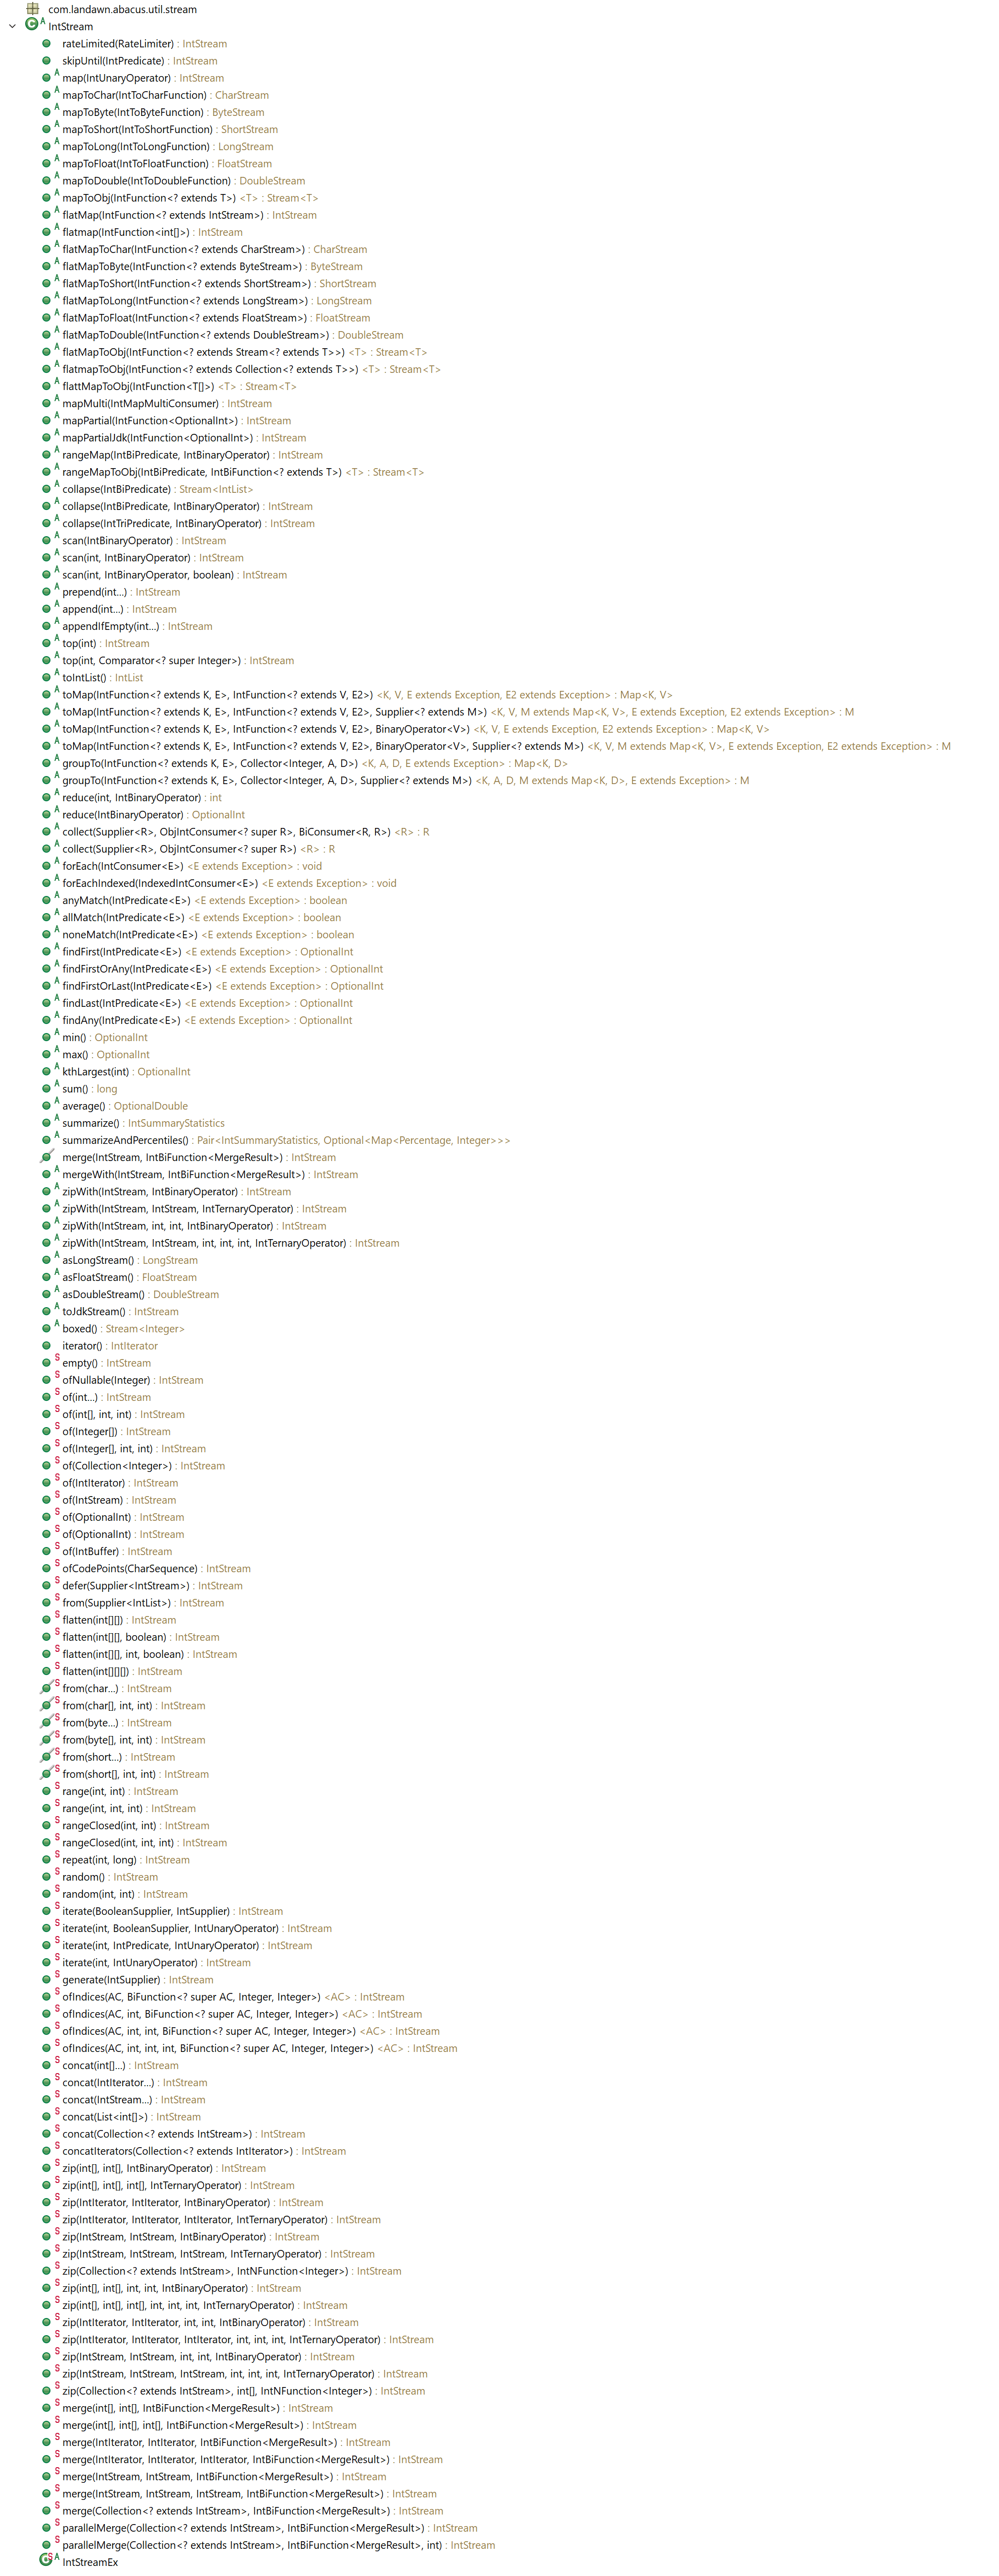 com.landawn.abacus.util.stream
IntStream
rateLimited(RateLimiter) : IntStream
skipUntil(IntPredicate) : IntStream
map(IntUnaryOperator) : IntStream
mapToChar(IntToCharFunction) : CharStream
mapToByte(IntToByteFunction) : ByteStream
mapToShort(IntToShortFunction) : ShortStream
mapToLong(IntToLongFunction) : LongStream
mapToFloat(IntToFloatFunction) : FloatStream
mapToDouble(IntToDoubleFunction) : DoubleStream
mapToObj(IntFunction<? extends T>) <T> : Stream<T>
flatMap(IntFunction<? extends IntStream>) : IntStream
flatmap(IntFunction<int[]>) : IntStream
flatMapToChar(IntFunction<? extends CharStream>) : CharStream
flatMapToByte(IntFunction<? extends ByteStream>) : ByteStream
flatMapToShort(IntFunction<? extends ShortStream>) : ShortStream
flatMapToLong(IntFunction<? extends LongStream>) : LongStream
flatMapToFloat(IntFunction<? extends FloatStream>) : FloatStream
flatMapToDouble(IntFunction<? extends DoubleStream>) : DoubleStream
flatMapToObj(IntFunction<? extends Stream<? extends T>>) <T> : Stream<T>
flatmapToObj(IntFunction<? extends Collection<? extends T>>) <T> : Stream<T>
flattMapToObj(IntFunction<T[]>) <T> : Stream<T>
mapMulti(IntMapMultiConsumer) : IntStream
mapPartial(IntFunction<OptionalInt>) : IntStream
mapPartialJdk(IntFunction<OptionalInt>) : IntStream
rangeMap(IntBiPredicate, IntBinaryOperator) : IntStream
rangeMapToObj(IntBiPredicate, IntBiFunction<? extends T>) <T> : Stream<T>
collapse(IntBiPredicate) : Stream<IntList>
collapse(IntBiPredicate, IntBinaryOperator) : IntStream
collapse(IntTriPredicate, IntBinaryOperator) : IntStream
scan(IntBinaryOperator) : IntStream
scan(int, IntBinaryOperator) : IntStream
scan(int, IntBinaryOperator, boolean) : IntStream
prepend(int...) : IntStream
append(int...) : IntStream
appendIfEmpty(int...) : IntStream
top(int) : IntStream
top(int, Comparator<? super Integer>) : IntStream
toIntList() : IntList
toMap(IntFunction<? extends K, E>, IntFunction<? extends V, E2>) <K, V, E extends Exception, E2 extends Exception> : Map<K, V>
toMap(IntFunction<? extends K, E>, IntFunction<? extends V, E2>, Supplier<? extends M>) <K, V, M extends Map<K, V>, E extends Exception, E2 extends Exception> : M
toMap(IntFunction<? extends K, E>, IntFunction<? extends V, E2>, BinaryOperator<V>) <K, V, E extends Exception, E2 extends Exception> : Map<K, V>
toMap(IntFunction<? extends K, E>, IntFunction<? extends V, E2>, BinaryOperator<V>, Supplier<? extends M>) <K, V, M extends Map<K, V>, E extends Exception, E2 extends Exception> : M
groupTo(IntFunction<? extends K, E>, Collector<Integer, A, D>) <K, A, D, E extends Exception> : Map<K, D>
groupTo(IntFunction<? extends K, E>, Collector<Integer, A, D>, Supplier<? extends M>) <K, A, D, M extends Map<K, D>, E extends Exception> : M
reduce(int, IntBinaryOperator) : int
reduce(IntBinaryOperator) : OptionalInt
collect(Supplier<R>, ObjIntConsumer<? super R>, BiConsumer<R, R>) <R> : R
collect(Supplier<R>, ObjIntConsumer<? super R>) <R> : R
forEach(IntConsumer<E>) <E extends Exception> : void
forEachIndexed(IndexedIntConsumer<E>) <E extends Exception> : void
anyMatch(IntPredicate<E>) <E extends Exception> : boolean
allMatch(IntPredicate<E>) <E extends Exception> : boolean
noneMatch(IntPredicate<E>) <E extends Exception> : boolean
findFirst(IntPredicate<E>) <E extends Exception> : OptionalInt
findFirstOrAny(IntPredicate<E>) <E extends Exception> : OptionalInt
findFirstOrLast(IntPredicate<E>) <E extends Exception> : OptionalInt
findLast(IntPredicate<E>) <E extends Exception> : OptionalInt
findAny(IntPredicate<E>) <E extends Exception> : OptionalInt
min() : OptionalInt
max() : OptionalInt
kthLargest(int) : OptionalInt
sum() : long
average() : OptionalDouble
summarize() : IntSummaryStatistics
summarizeAndPercentiles() : Pair<IntSummaryStatistics, Optional<Map<Percentage, Integer>>>
merge(IntStream, IntBiFunction<MergeResult>) : IntStream
mergeWith(IntStream, IntBiFunction<MergeResult>) : IntStream
zipWith(IntStream, IntBinaryOperator) : IntStream
zipWith(IntStream, IntStream, IntTernaryOperator) : IntStream
zipWith(IntStream, int, int, IntBinaryOperator) : IntStream
zipWith(IntStream, IntStream, int, int, int, IntTernaryOperator) : IntStream
asLongStream() : LongStream
asFloatStream() : FloatStream
asDoubleStream() : DoubleStream
toJdkStream() : IntStream
boxed() : Stream<Integer>
iterator() : IntIterator
empty() : IntStream
ofNullable(Integer) : IntStream
of(int...) : IntStream
of(int[], int, int) : IntStream
of(Integer[]) : IntStream
of(Integer[], int, int) : IntStream
of(Collection<Integer>) : IntStream
of(IntIterator) : IntStream
of(IntStream) : IntStream
of(OptionalInt) : IntStream
of(OptionalInt) : IntStream
of(IntBuffer) : IntStream
ofCodePoints(CharSequence) : IntStream
defer(Supplier<IntStream>) : IntStream
from(Supplier<IntList>) : IntStream
flatten(int[][]) : IntStream
flatten(int[][], boolean) : IntStream
flatten(int[][], int, boolean) : IntStream
flatten(int[][][]) : IntStream
from(char...) : IntStream
from(char[], int, int) : IntStream
from(byte...) : IntStream
from(byte[], int, int) : IntStream
from(short...) : IntStream
from(short[], int, int) : IntStream
range(int, int) : IntStream
range(int, int, int) : IntStream
rangeClosed(int, int) : IntStream
rangeClosed(int, int, int) : IntStream
repeat(int, long) : IntStream
random() : IntStream
random(int, int) : IntStream
iterate(BooleanSupplier, IntSupplier) : IntStream
iterate(int, BooleanSupplier, IntUnaryOperator) : IntStream
iterate(int, IntPredicate, IntUnaryOperator) : IntStream
iterate(int, IntUnaryOperator) : IntStream
generate(IntSupplier) : IntStream
ofIndices(AC, BiFunction<? super AC, Integer, Integer>) <AC> : IntStream
ofIndices(AC, int, BiFunction<? super AC, Integer, Integer>) <AC> : IntStream
ofIndices(AC, int, int, BiFunction<? super AC, Integer, Integer>) <AC> : IntStream
ofIndices(AC, int, int, int, BiFunction<? super AC, Integer, Integer>) <AC> : IntStream
concat(int[]...) : IntStream
concat(IntIterator...) : IntStream
concat(IntStream...) : IntStream
concat(List<int[]>) : IntStream
concat(Collection<? extends IntStream>) : IntStream
concatIterators(Collection<? extends IntIterator>) : IntStream
zip(int[], int[], IntBinaryOperator) : IntStream
zip(int[], int[], int[], IntTernaryOperator) : IntStream
zip(IntIterator, IntIterator, IntBinaryOperator) : IntStream
zip(IntIterator, IntIterator, IntIterator, IntTernaryOperator) : IntStream
zip(IntStream, IntStream, IntBinaryOperator) : IntStream
zip(IntStream, IntStream, IntStream, IntTernaryOperator) : IntStream
zip(Collection<? extends IntStream>, IntNFunction<Integer>) : IntStream
zip(int[], int[], int, int, IntBinaryOperator) : IntStream
zip(int[], int[], int[], int, int, int, IntTernaryOperator) : IntStream
zip(IntIterator, IntIterator, int, int, IntBinaryOperator) : IntStream
zip(IntIterator, IntIterator, IntIterator, int, int, int, IntTernaryOperator) : IntStream
zip(IntStream, IntStream, int, int, IntBinaryOperator) : IntStream
zip(IntStream, IntStream, IntStream, int, int, int, IntTernaryOperator) : IntStream
zip(Collection<? extends IntStream>, int[], IntNFunction<Integer>) : IntStream
merge(int[], int[], IntBiFunction<MergeResult>) : IntStream
merge(int[], int[], int[], IntBiFunction<MergeResult>) : IntStream
merge(IntIterator, IntIterator, IntBiFunction<MergeResult>) : IntStream
merge(IntIterator, IntIterator, IntIterator, IntBiFunction<MergeResult>) : IntStream
merge(IntStream, IntStream, IntBiFunction<MergeResult>) : IntStream
merge(IntStream, IntStream, IntStream, IntBiFunction<MergeResult>) : IntStream
merge(Collection<? extends IntStream>, IntBiFunction<MergeResult>) : IntStream
parallelMerge(Collection<? extends IntStream>, IntBiFunction<MergeResult>) : IntStream
parallelMerge(Collection<? extends IntStream>, IntBiFunction<MergeResult>, int) : IntStream
IntStreamEx